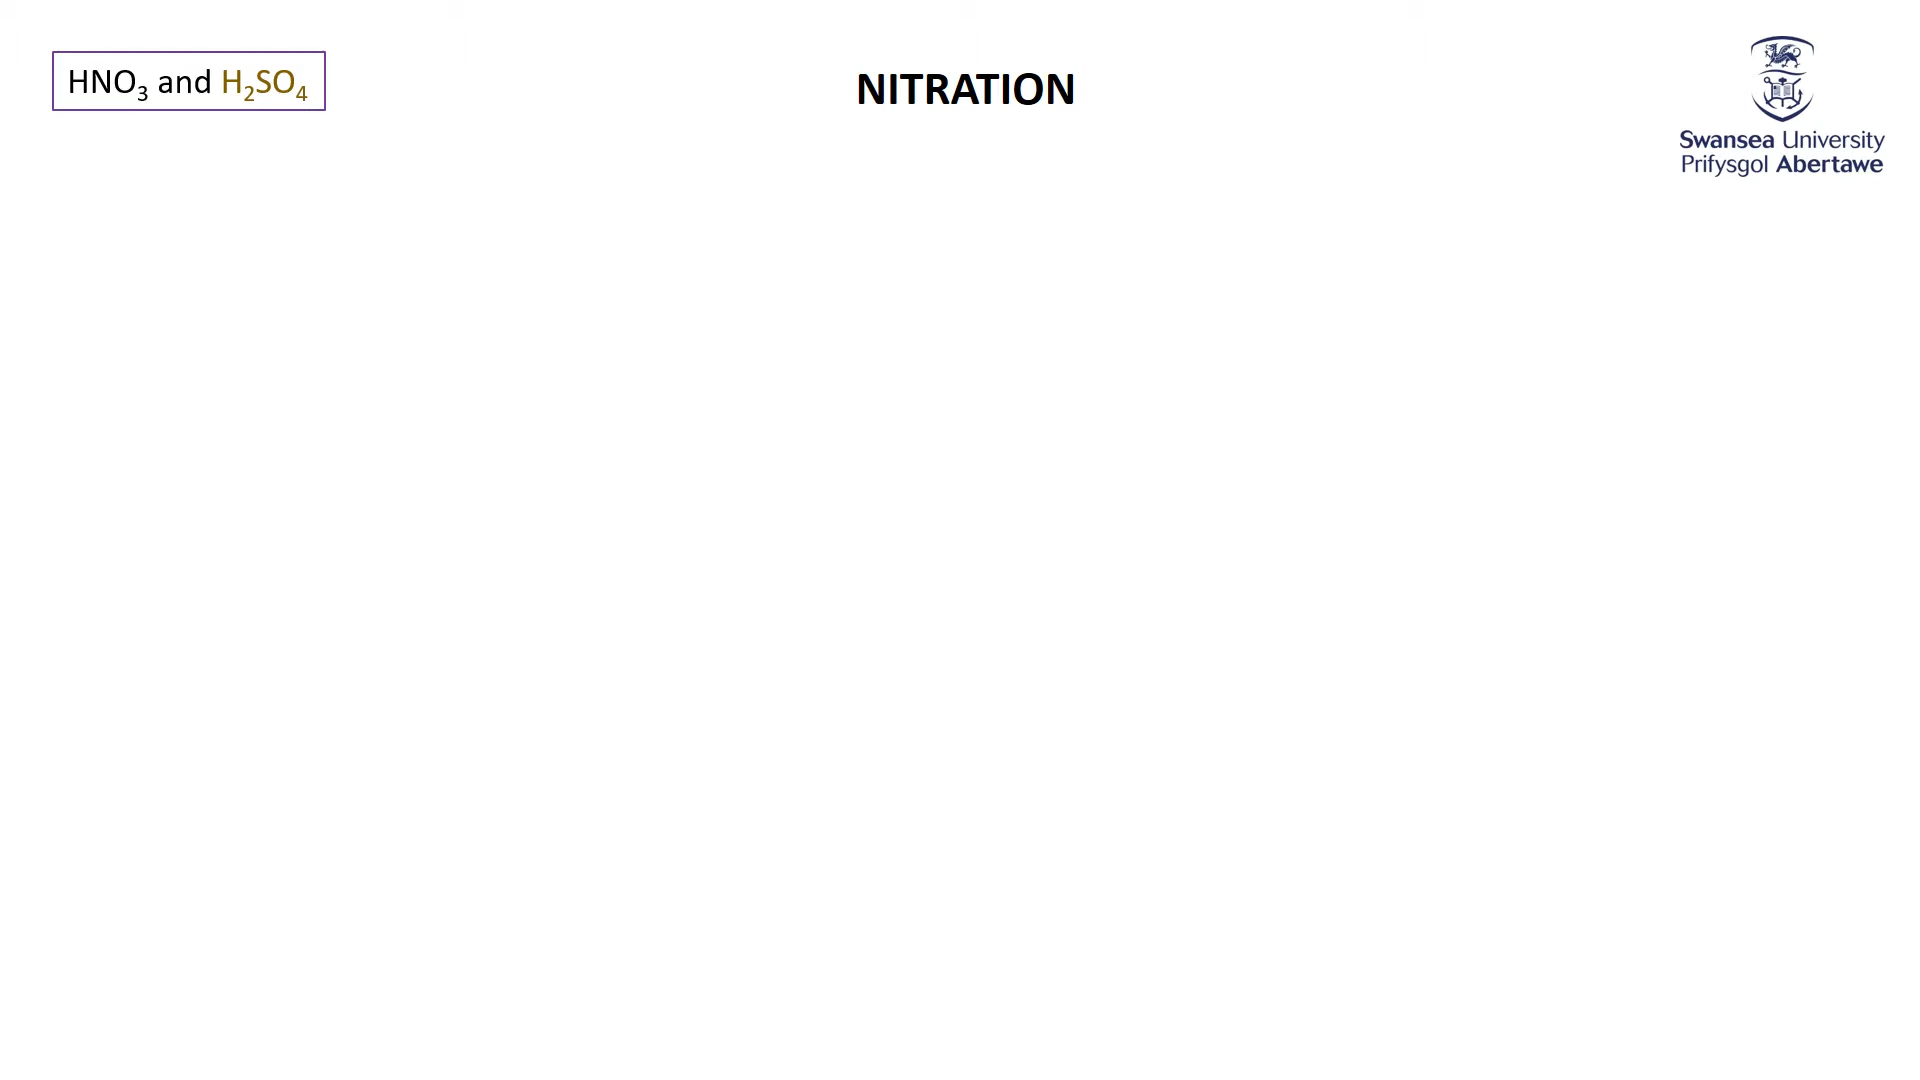 HNO₃ and H₂SO₄
NITRATION
Swansea University
Prifysgol Abertawe